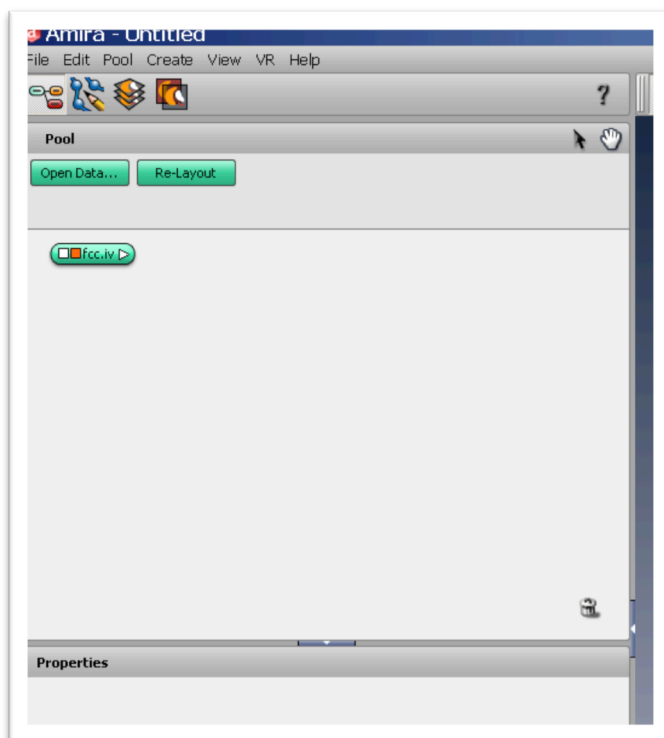 Amira - Untitled
File Edit Pool Create View VR Help
?
Pool
Open Data... Re-Layout
fcc.iv
Properties